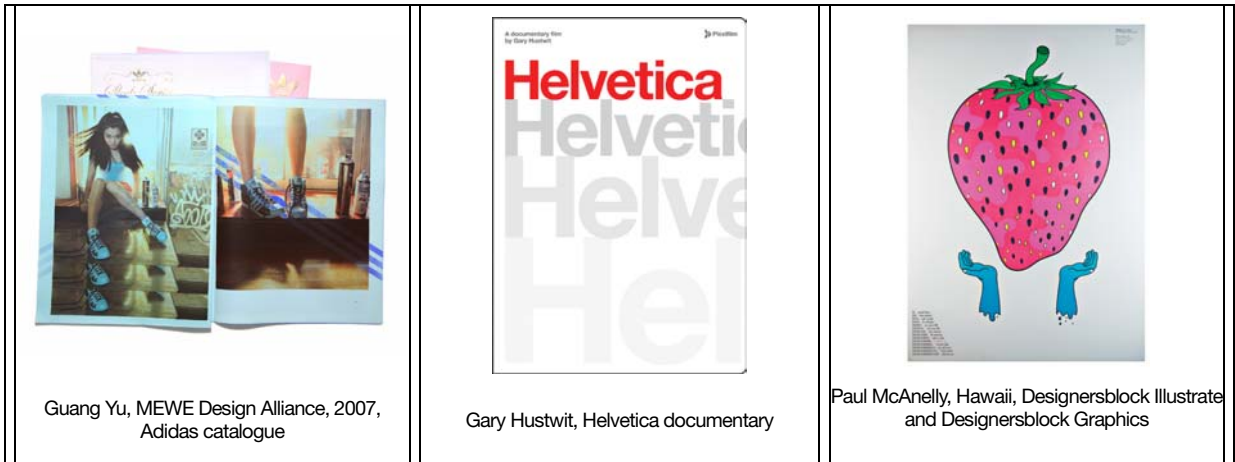 A documentary film
by Gary Hustwit
Plexifilm
Helvetica
Helvetic
Helve
Hel
Guang Yu, MEWE Design Alliance, 2007,
Adidas catalogue
Gary Hustwit, Helvetica documentary
Paul McAnelly, Hawaii, Designersblock Illustrate
and Designersblock Graphics